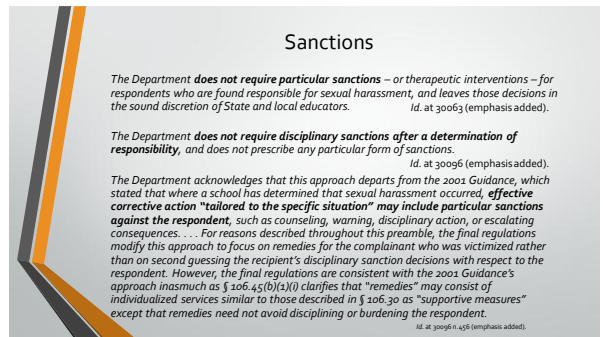 Sanctions
The Department does not require particular sanctions – or therapeutic interventions – for
respondents who are found responsible for sexual harassment, and leaves those decisions in
the sound discretion of State and local educators. Id. at 30063 (emphasis added).
The Department does not require disciplinary sanctions after a determination of
responsibility, and does not prescribe any particular form of sanctions.
Id. at 30096 (emphasis added).
The Department acknowledges that this approach departs from the 2001 Guidance, which
stated that where a school has determined that sexual harassment occurred, effective
corrective action “tailored to the specific situation” may include particular sanctions
against the respondent, such as counseling, warning, disciplinary action, or escalating
consequences. . . . For reasons described throughout this preamble, the final regulations
modify this approach to focus on remedies for the complainant who was victimized rather
than on second guessing the recipient’s disciplinary sanction decisions with respect to the
respondent. However, the final regulations are consistent with the 2001 Guidance’s
approach inasmuch as § 106.45(b)(1)(i) clarifies that “remedies” may consist of
individualized services similar to those described in § 106.30 as “supportive measures”
except that remedies need not avoid disciplining or burdening the respondent.
Id. at 30096 n.456 (emphasis added).